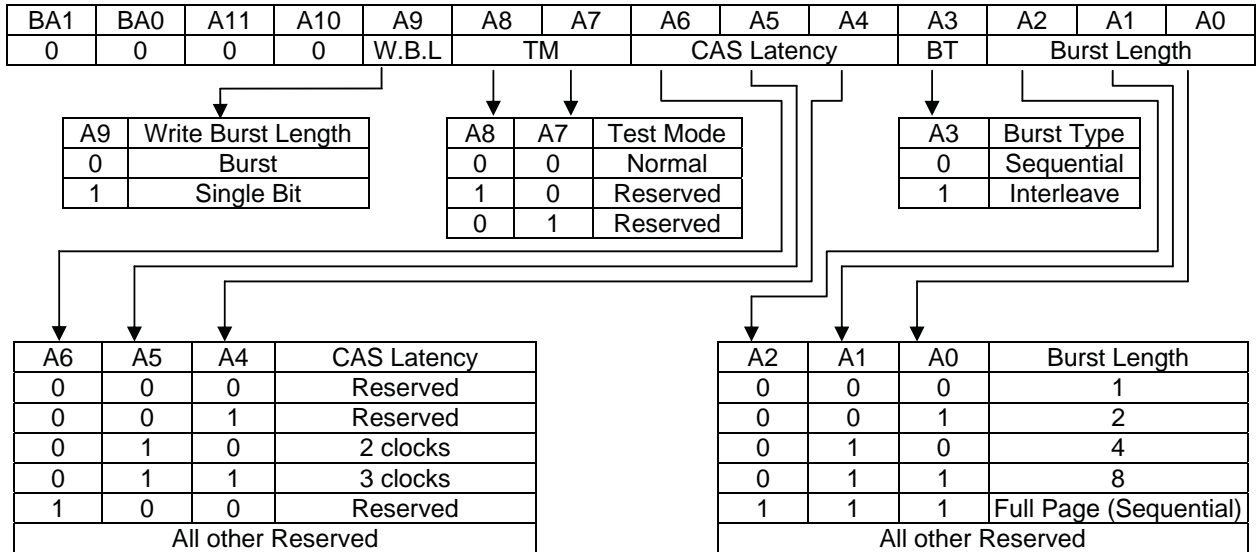 BA1 BA0 A11 A10 A9 A8 A7 A6 A5 A4 A3 A2 A1 A0
0 0 0 0 W.B.L TM CAS Latency BT Burst Length
A9 Write Burst Length
0 Burst
1 Single Bit
A8 A7 Test Mode
0 0 Normal
1 0 Reserved
0 1 Reserved
A3 Burst Type
0 Sequential
1 Interleave
A6 A5 A4 CAS Latency
0 0 0 Reserved
0 0 1 Reserved
0 1 0 2 clocks
0 1 1 3 clocks
1 0 0 Reserved
All other Reserved
A2 A1 A0 Burst Length
0 0 0 1
0 0 1 2
0 1 0 4
0 1 1 8
1 1 1 Full Page (Sequential)
All other Reserved